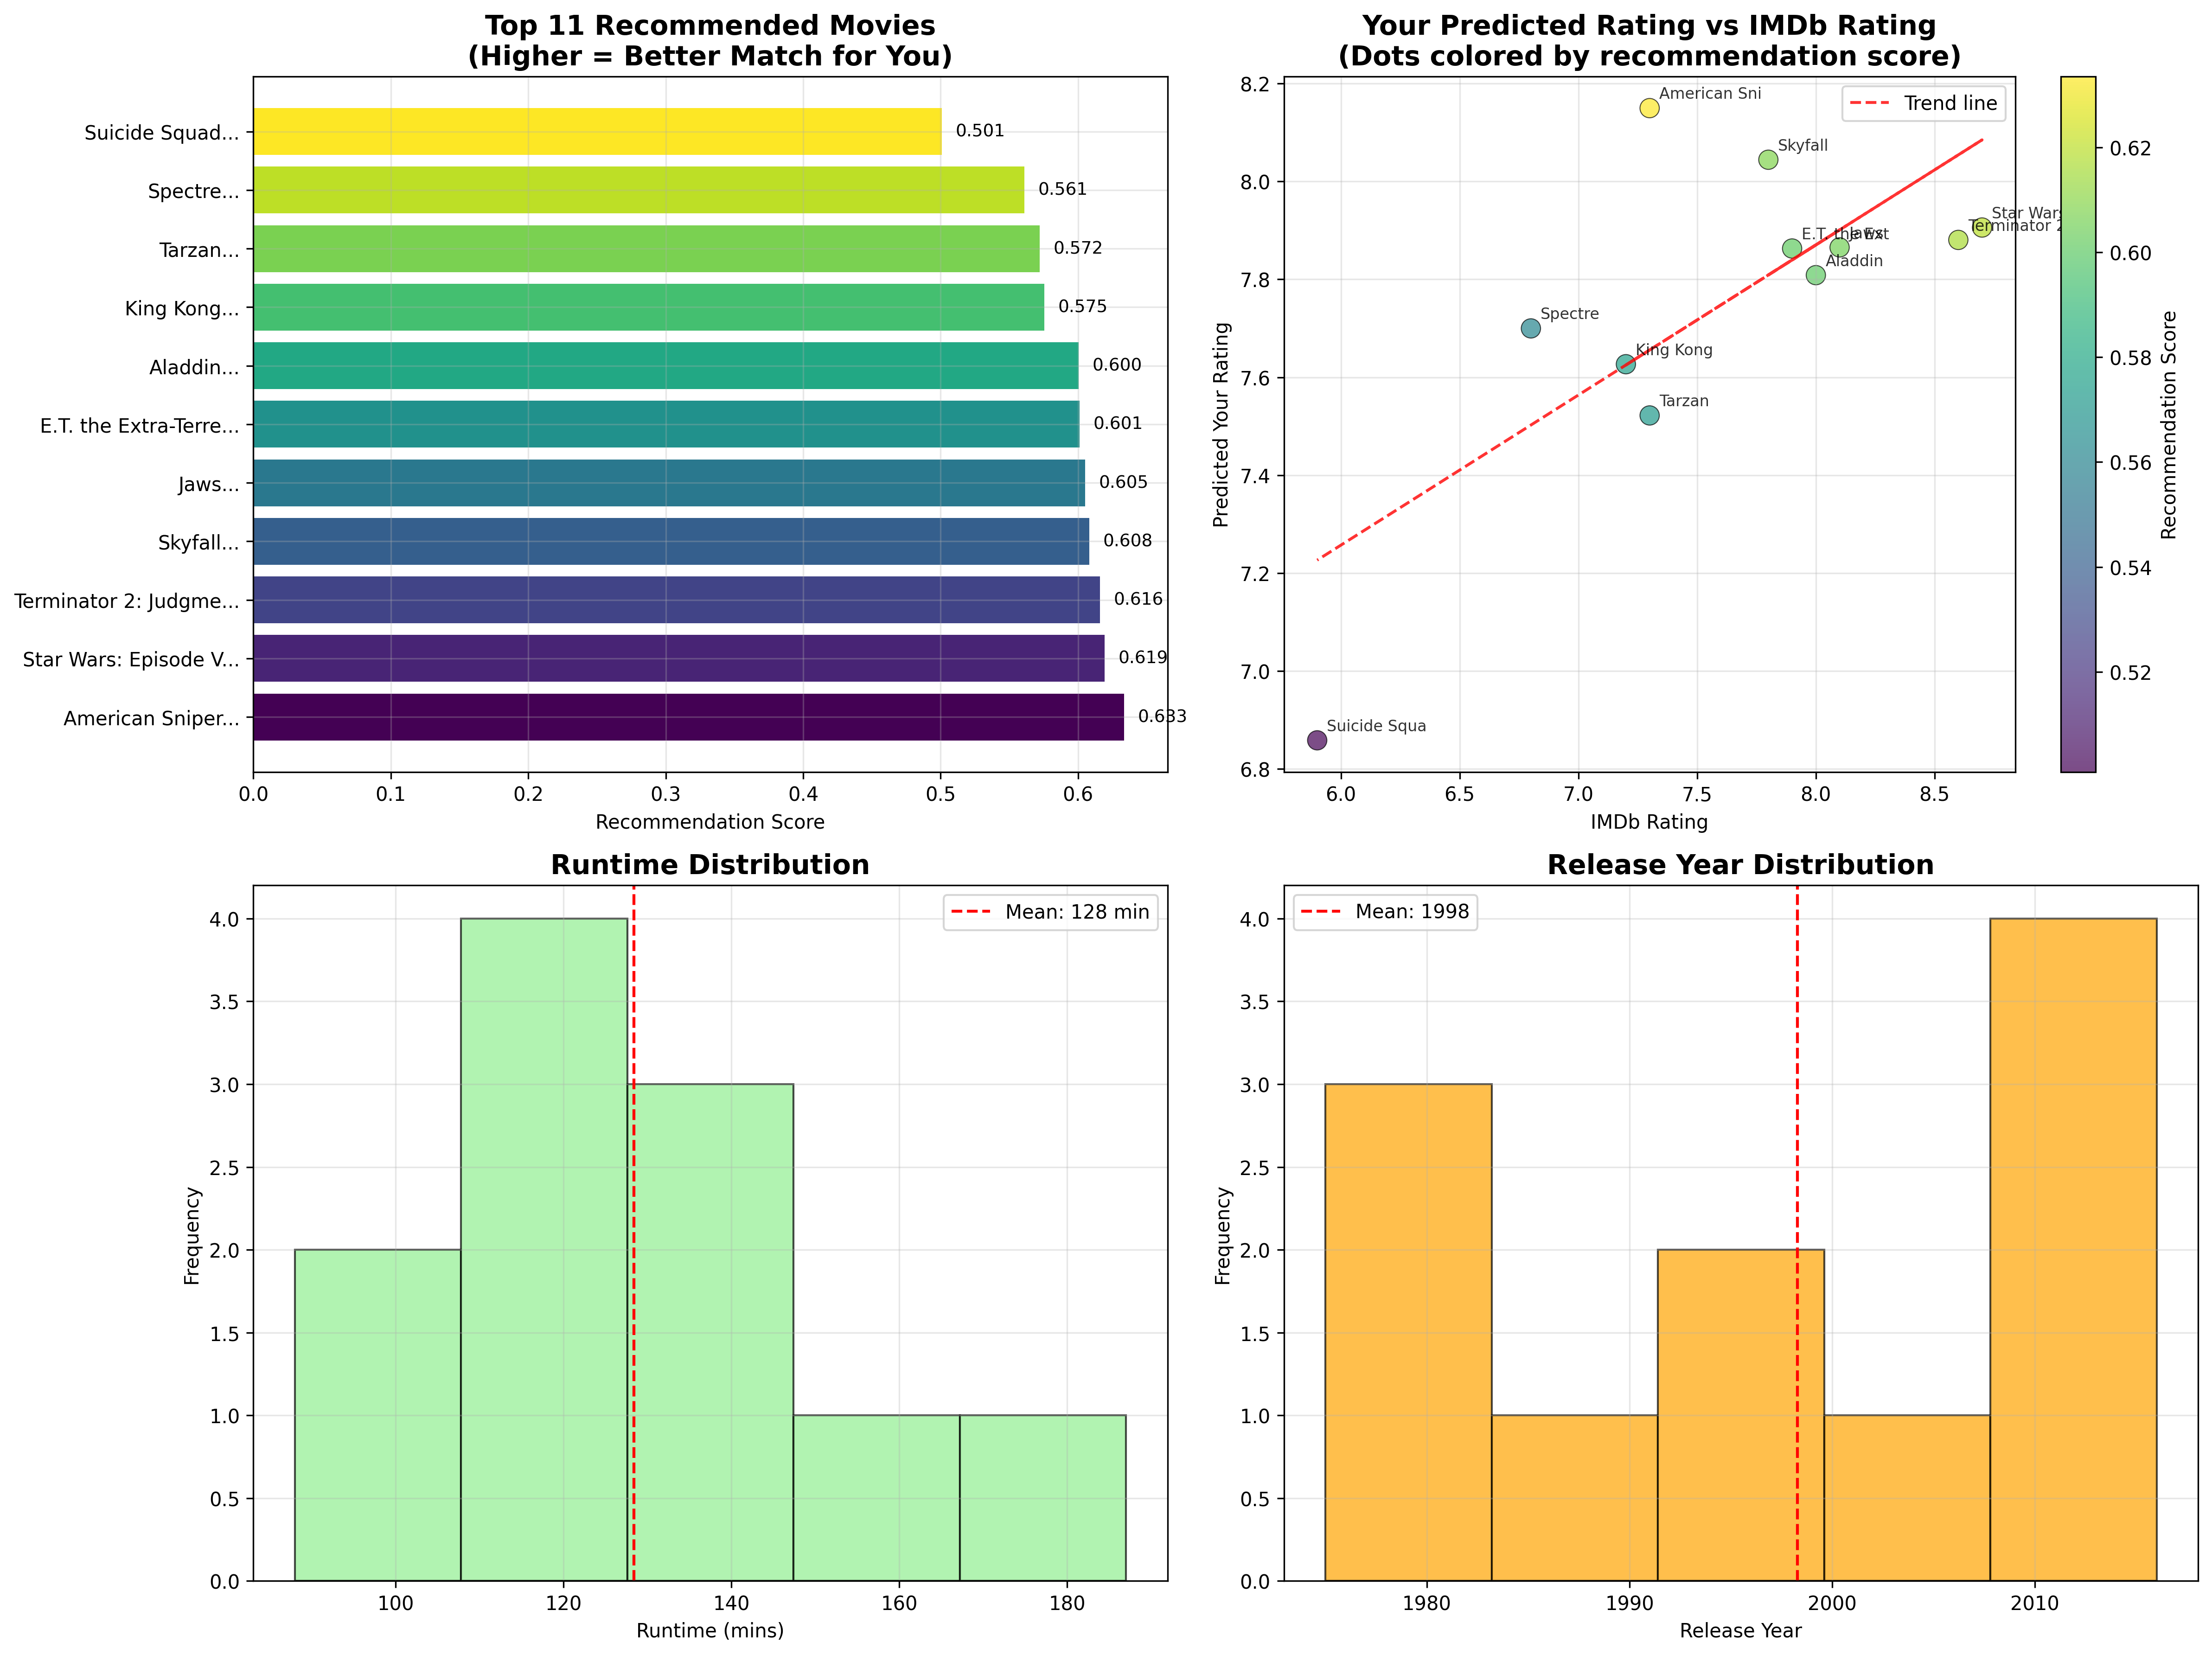 Top 11 Recommended Movies
(Higher = Better Match for You)
Suicide Squad...
0.501
Spectre...
0.561
Tarzan...
0.572
King Kong...
0.575
Aladdin...
0.600
E.T. the Extra-Terre...
0.601
Jaws...
0.605
Skyfall...
0.608
Terminator 2: Judgme...
0.616
Star Wars: Episode V...
0.619
American Sniper...
0.633
0.0 0.1 0.2 0.3 0.4 0.5 0.6
Recommendation Score
Your Predicted Rating vs IMDb Rating
(Dots colored by recommendation score)
Trend line
Predicted Your Rating
8.2
8.0
7.8
7.6
7.4
7.2
7.0
6.8
American Sni
Skyfall
Star Wars
Terminator 2
E.T. the Ext
Jaws
Aladdin
Spectre
King Kong
Tarzan
Suicide Squa
6.0 6.5 7.0 7.5 8.0 8.5
IMDb Rating
0.62
0.60
0.58
0.56
0.54
0.52
Recommendation Score
Runtime Distribution
Mean: 128 min
Frequency
4.0
3.5
3.0
2.5
2.0
1.5
1.0
0.5
0.0
100 120 140 160 180
Runtime (mins)
Release Year Distribution
Mean: 1998
Frequency
4.0
3.5
3.0
2.5
2.0
1.5
1.0
0.5
0.0
1980 1990 2000 2010
Release Year